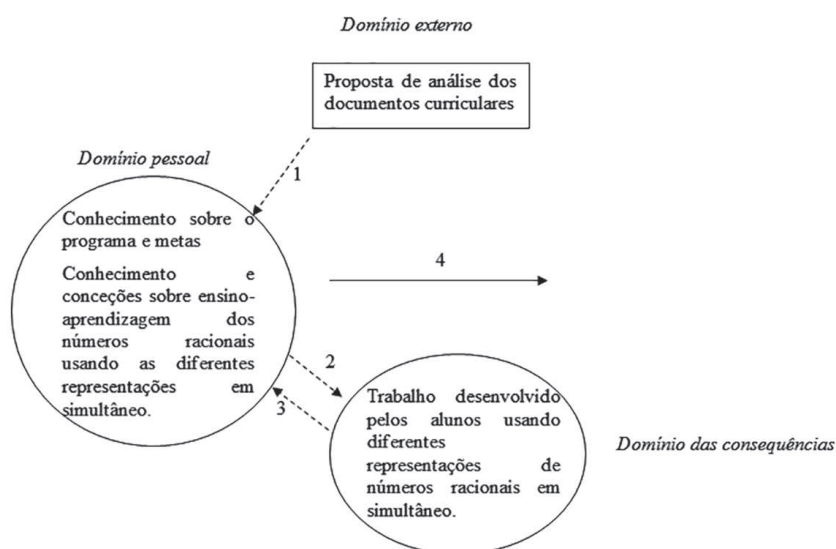 Domínio externo
Proposta de análise dos
documentos curriculares
Domínio pessoal
1
Conhecimento sobre o
programa e metas
Conhecimento e
conceções sobre ensino-
aprendizagem dos
números racionais
usando as diferentes
representações em
simultâneo.
4
2
3
Trabalho desenvolvido
pelos alunos usando
diferentes
representações de
números racionais em
simultâneo.
Domínio das consequências